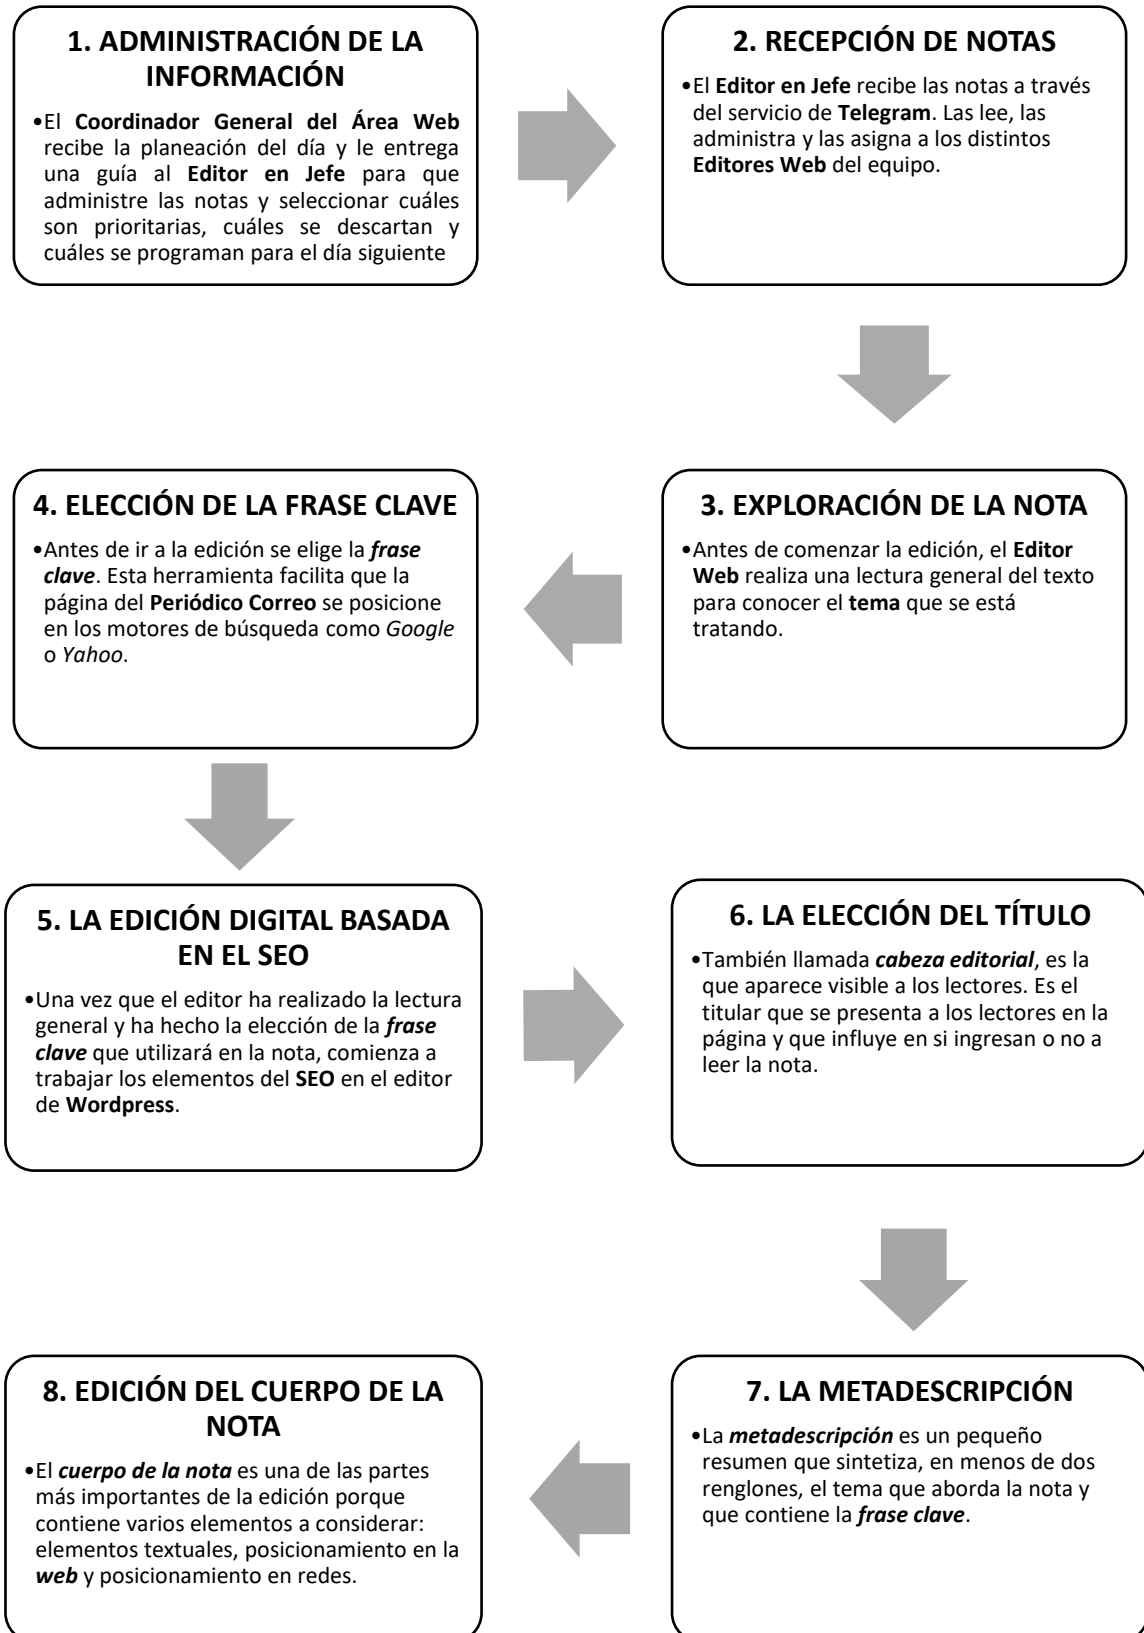 1. ADMINISTRACIÓN DE LA
INFORMACIÓN
•El Coordinador General del Área Web
recibe la planeación del día y le entrega
una guía al Editor en Jefe para que
administre las notas y seleccionar cuáles
son prioritarias, cuáles se descartan y
cuáles se programan para el día siguiente
2. RECEPCIÓN DE NOTAS
•El Editor en Jefe recibe las notas a través
del servicio de Telegram. Las lee, las
administra y las asigna a los distintos
Editores Web del equipo.
3. EXPLORACIÓN DE LA NOTA
•Antes de comenzar la edición, el Editor
Web realiza una lectura general del texto
para conocer el tema que se está
tratando.
4. ELECCIÓN DE LA FRASE CLAVE
•Antes de ir a la edición se elige la frase
clave. Esta herramienta facilita que la
página del Periódico Correo se posicione
en los motores de búsqueda como Google
o Yahoo.
5. LA EDICIÓN DIGITAL BASADA
EN EL SEO
•Una vez que el editor ha realizado la lectura
general y ha hecho la elección de la frase
clave que utilizará en la nota, comienza a
trabajar los elementos del SEO en el editor
de Wordpress.
6. LA ELECCIÓN DEL TÍTULO
•También llamada cabeza editorial, es la
que aparece visible a los lectores. Es el
titular que se presenta a los lectores en la
página y que influye en si ingresan o no a
leer la nota.
7. LA METADESCRIPCIÓN
•La metadescripción es un pequeño
resumen que sintetiza, en menos de dos
renglones, el tema que aborda la nota y
que contiene la frase clave.
8. EDICIÓN DEL CUERPO DE LA
NOTA
•El cuerpo de la nota es una de las partes
más importantes de la edición porque
contiene varios elementos a considerar:
elementos textuales, posicionamiento en la
web y posicionamiento en redes.